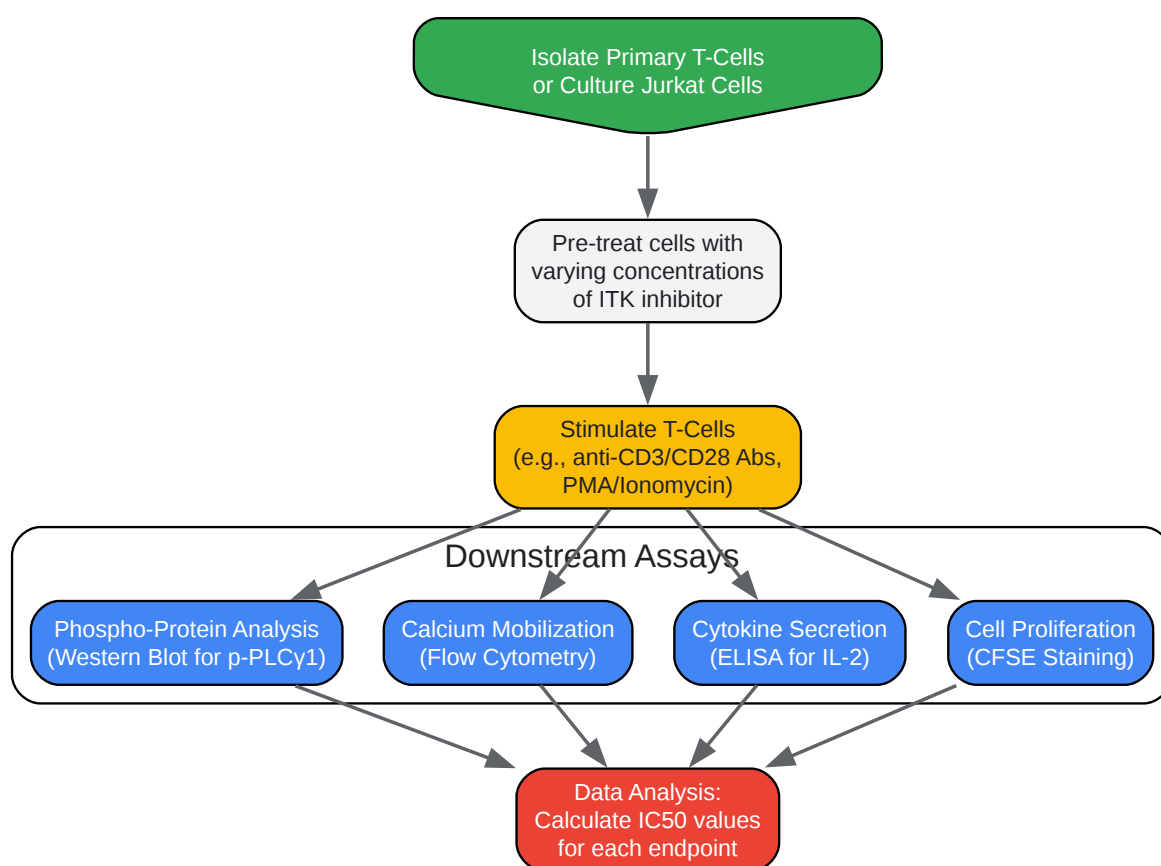 Isolate Primary T-Cells
or Culture Jurkat Cells
Pre-treat cells with
varying concentrations
of ITK inhibitor
Stimulate T-Cells
(e.g., anti-CD3/CD28 Abs,
PMA/Ionomycin)
Downstream Assays
Phospho-Protein Analysis
(Western Blot for p-PLCγ1)
Calcium Mobilization
(Flow Cytometry)
Cytokine Secretion
(ELISA for IL-2)
Cell Proliferation
(CFSE Staining)
Data Analysis:
Calculate IC50 values
for each endpoint